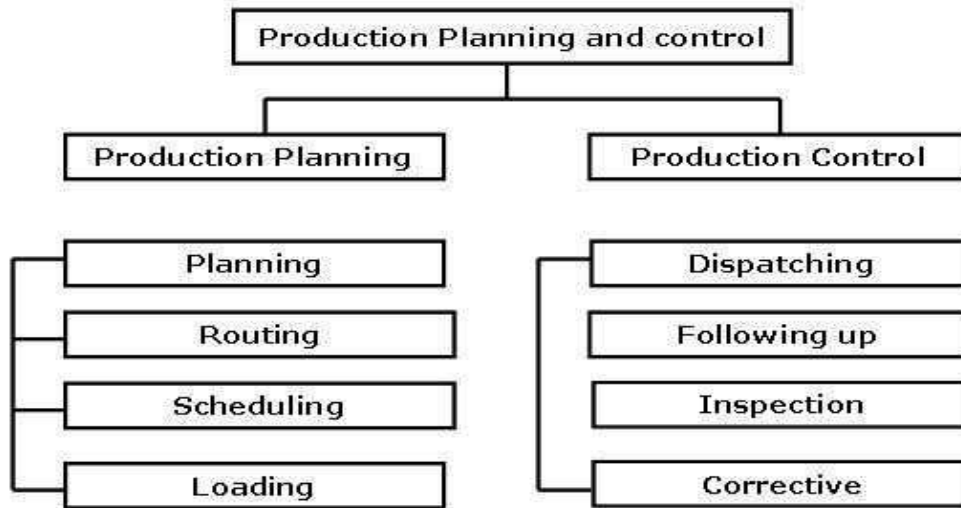 Production Planning and control
Production Planning
Production Control
Planning
Routing
Scheduling
Loading
Dispatching
Following up
Inspection
Corrective